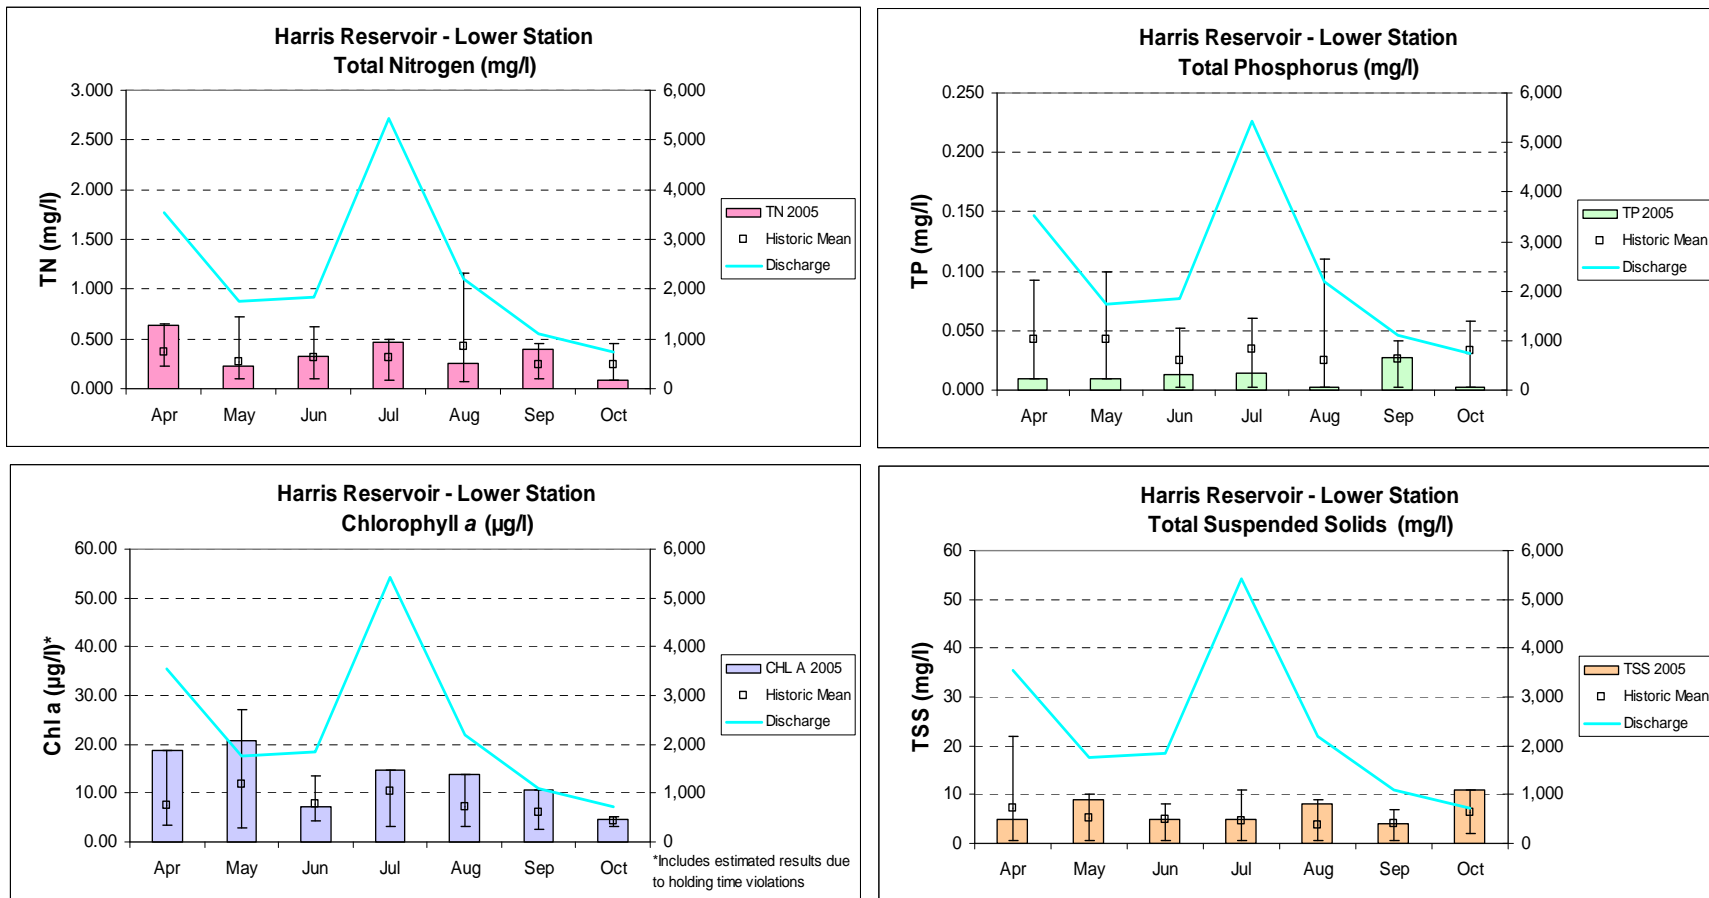 Harris Reservoir - Lower Station
Total Nitrogen (mg/l)
3.000
2.500
2.000
1.500
1.000
0.500
0.000
TN (mg/l)
6,000
5,000
4,000
3,000
2,000
1,000
0
Apr May Jun Jul Aug Sep Oct
TN 2005
Historic Mean
Discharge
Harris Reservoir - Lower Station
Total Phosphorus (mg/l)
0.250
0.200
0.150
0.100
0.050
0.000
TP (mg/l)
6,000
5,000
4,000
3,000
2,000
1,000
0
Apr May Jun Jul Aug Sep Oct
TP 2005
Historic Mean
Discharge
Harris Reservoir - Lower Station
Chlorophyll a (µg/l)
60.00
50.00
40.00
30.00
20.00
10.00
0.00
Chl a (µg/l)*
6,000
5,000
4,000
3,000
2,000
1,000
0
Apr May Jun Jul Aug Sep Oct
CHL A 2005
Historic Mean
Discharge
*Includes estimated results due
to holding time violations
Harris Reservoir - Lower Station
Total Suspended Solids (mg/l)
60
50
40
30
20
10
0
TSS (mg/l)
6,000
5,000
4,000
3,000
2,000
1,000
0
Apr May Jun Jul Aug Sep Oct
TSS 2005
Historic Mean
Discharge